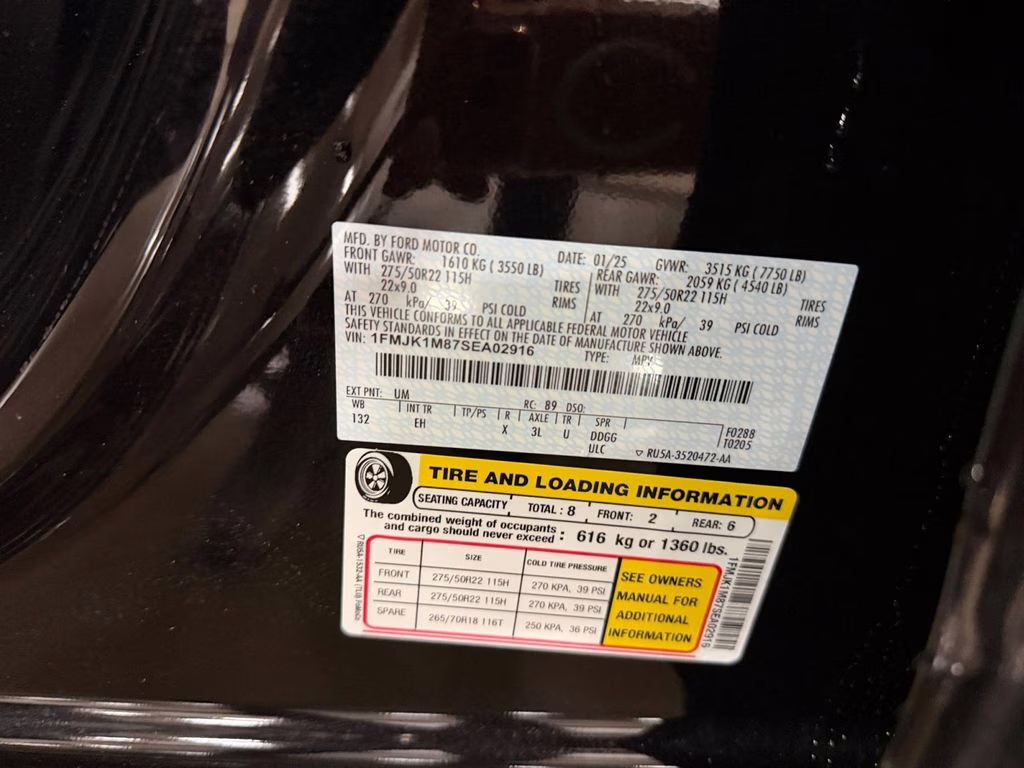 MFD. BY FORD MOTOR CO. DATE: 01/25 GVWR: 3515 KG ( 7750 LB)
FRONT GAWR: 1610 KG ( 3550 LB) REAR GAWR: 2059 KG ( 4540 LB)
WITH 275/50R22 115H TIRES WITH 275/50R22 115H TIRES
22x9.0 RIMS 22x9.0 RIMS
AT 270 kPa/ 39 PSI COLD AT 270 kPa/ 39 PSI COLD
THIS VEHICLE CONFORMS TO ALL APPLICABLE FEDERAL MOTOR VEHICLE
SAFETY STANDARDS IN EFFECT ON THE DATE OF MANUFACTURE SHOWN ABOVE.
VIN: 1FMJK1M87SEA02916 TYPE: MPV
EXT PNT: UM RC: 89 DSO:
WB INT TR TP/PS R AXLE TR SPR F0288
132 EH X 3L U DDGG T0205
ULC ▽ RU5A-3520472-AA
TIRE AND LOADING INFORMATION
SEATING CAPACITY TOTAL : 8 FRONT: 2 REAR: 6
The combined weight of occupants
and cargo should never exceed : 616 kg or 1360 lbs.
TIRE SIZE COLD TIRE PRESSURE
FRONT 275/50R22 115H 270 KPA, 39 PSI
REAR 275/50R22 115H 270 KPA, 39 PSI
SPARE 265/70R18 116T 250 KPA, 36 PSI
SEE OWNERS
MANUAL FOR
ADDITIONAL
INFORMATION
1FMJK1M87SEA02916